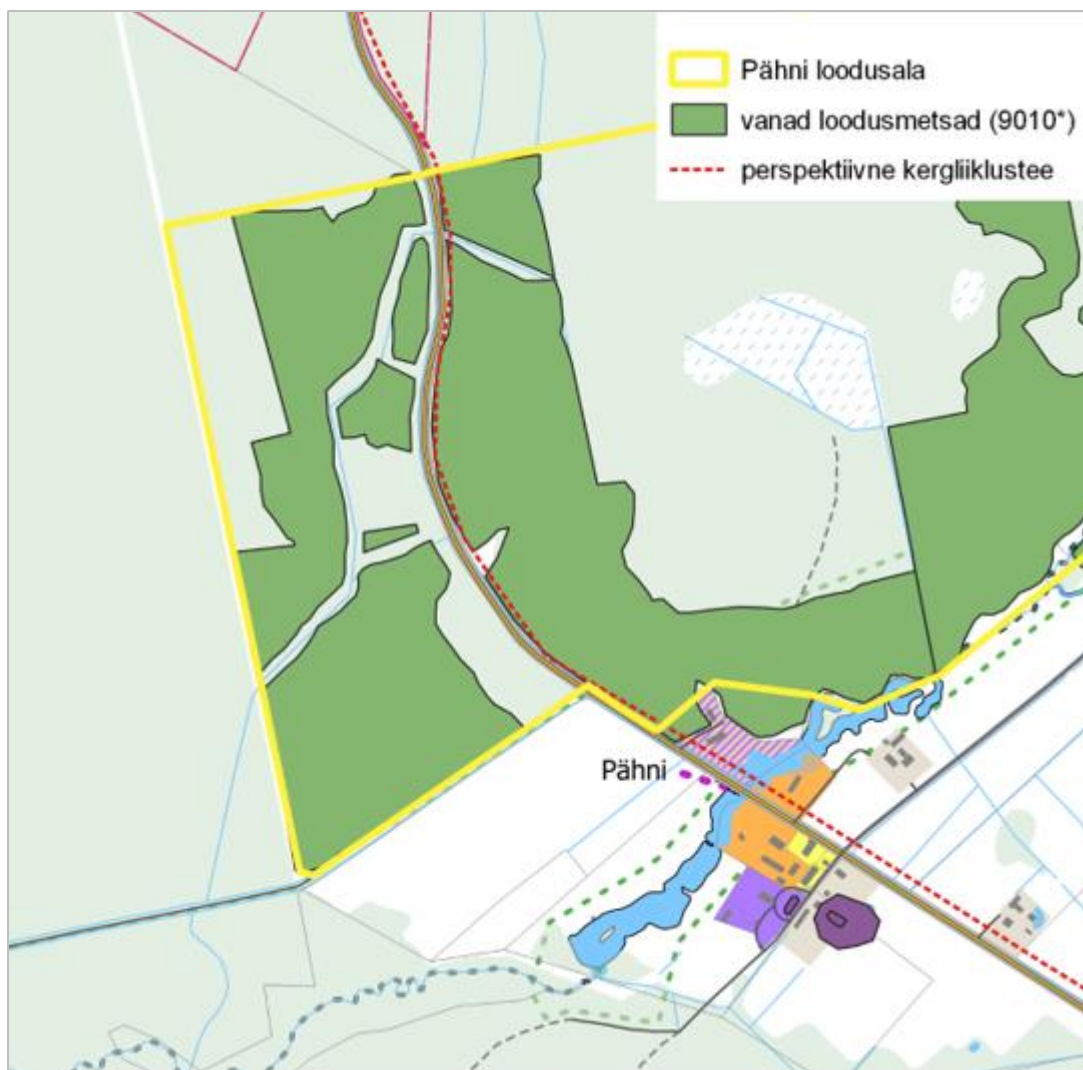 Pähni loodusala
vanad loodusmetsad (9010*)
perspektiivne kergliiklustee
Pähni